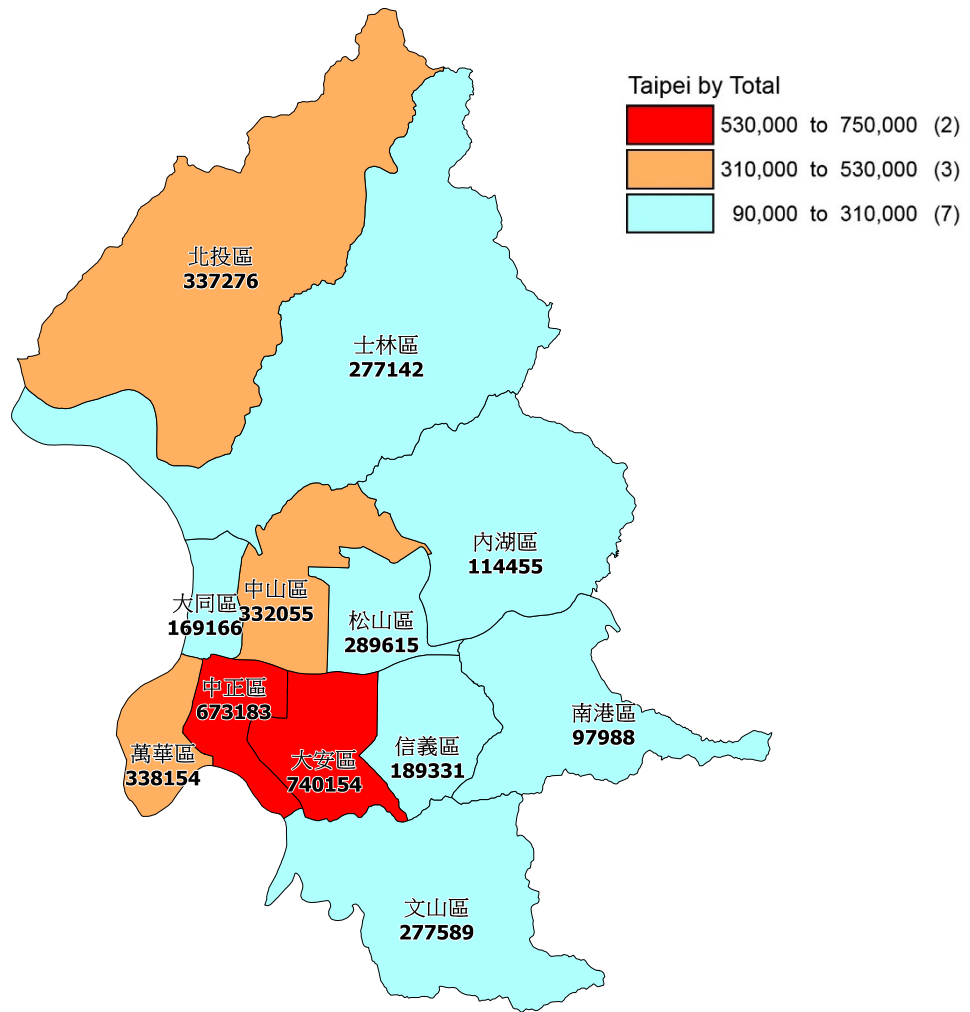 Taipei by Total
530,000 to 750,000 (2)
310,000 to 530,000 (3)
90,000 to 310,000 (7)
北投區
337276
士林區
277142
內湖區
114455
中山區
332055
大同區
169166
松山區
289615
中正區
673183
南港區
97988
信義區
189331
萬華區
338154
大安區
740154
文山區
277589